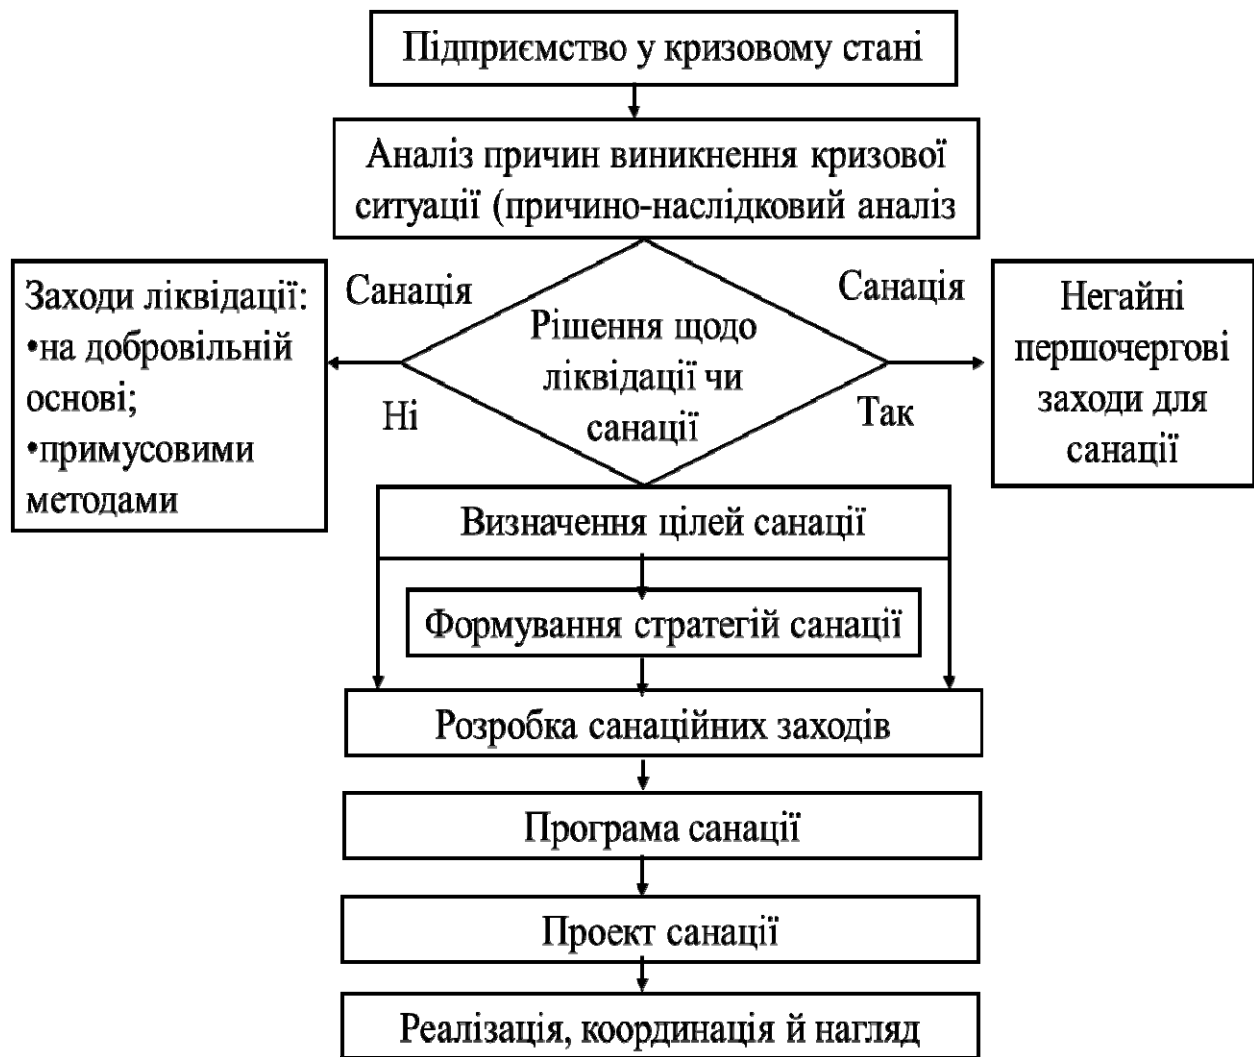 Підприємство у кризовому стані
Аналіз причин виникнення кризової
ситуації (причино-наслідковий аналіз
Заходи ліквідації:
•на добровільній
основі;
•примусовими
методами
Санація
Ні
Рішення щодо
ліквідації чи
санації
Санація
Так
Негайні
першочергові
заходи для
санації
Визначення цілей санації
Формування стратегій санації
Розробка санаційних заходів
Програма санації
Проект санації
Реалізація, координація й нагляд